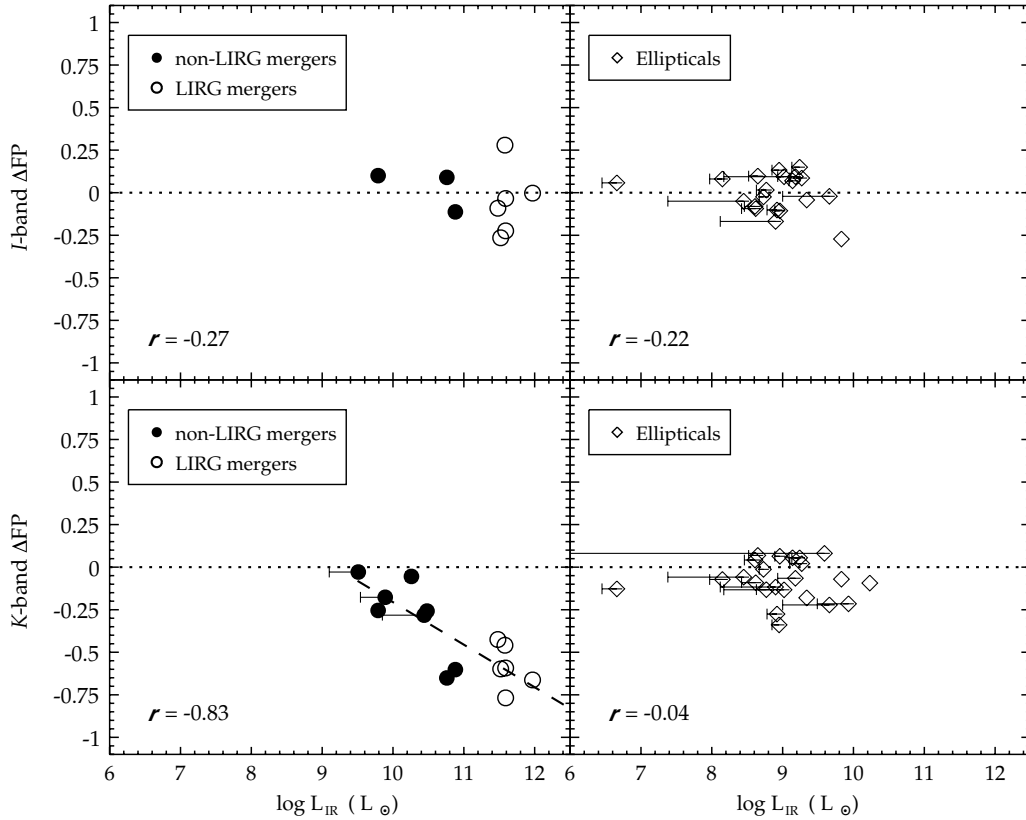 1
0.75
0.5
0.25
0
-0.25
-0.5
-0.75
-1
I-band ΔFP
non-LIRG mergers
LIRG mergers
r = -0.27
Ellipticals
r = -0.22
1
0.75
0.5
0.25
0
-0.25
-0.5
-0.75
-1
K-band ΔFP
non-LIRG mergers
LIRG mergers
r = -0.83
Ellipticals
r = -0.04
6 7 8 9 10 11 12 6 8 9 10 11 12
log L_IR ( L_⊙ ) log L_IR ( L_⊙ )